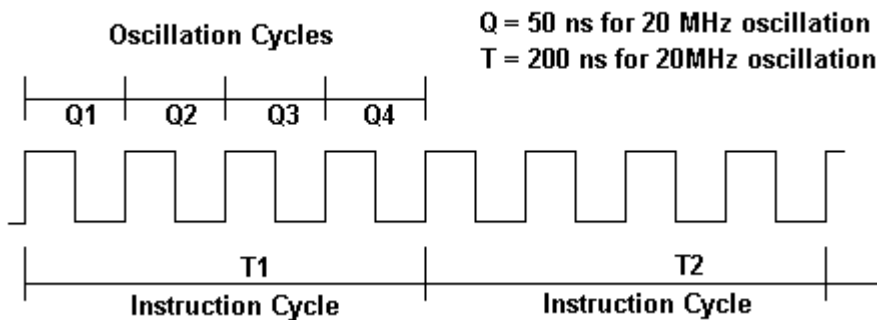 Oscillation Cycles
Q = 50 ns for 20 MHz oscillation
T = 200 ns for 20MHz oscillation
Q1 Q2 Q3 Q4
T1 T2
Instruction Cycle Instruction Cycle